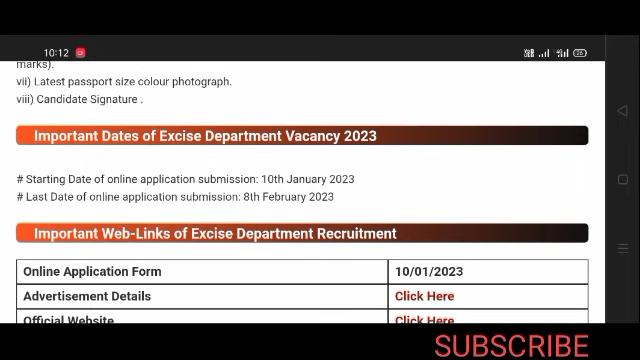 10:12
marks).
vii) Latest passport size colour photograph.
viii) Candidate Signature .
Important Dates of Excise Department Vacancy 2023
# Starting Date of online application submission: 10th January 2023
# Last Date of online application submission: 8th February 2023
Important Web-Links of Excise Department Recruitment
Online Application Form 10/01/2023
Advertisement Details Click Here
Official Website Click Here
SUBSCRIBE